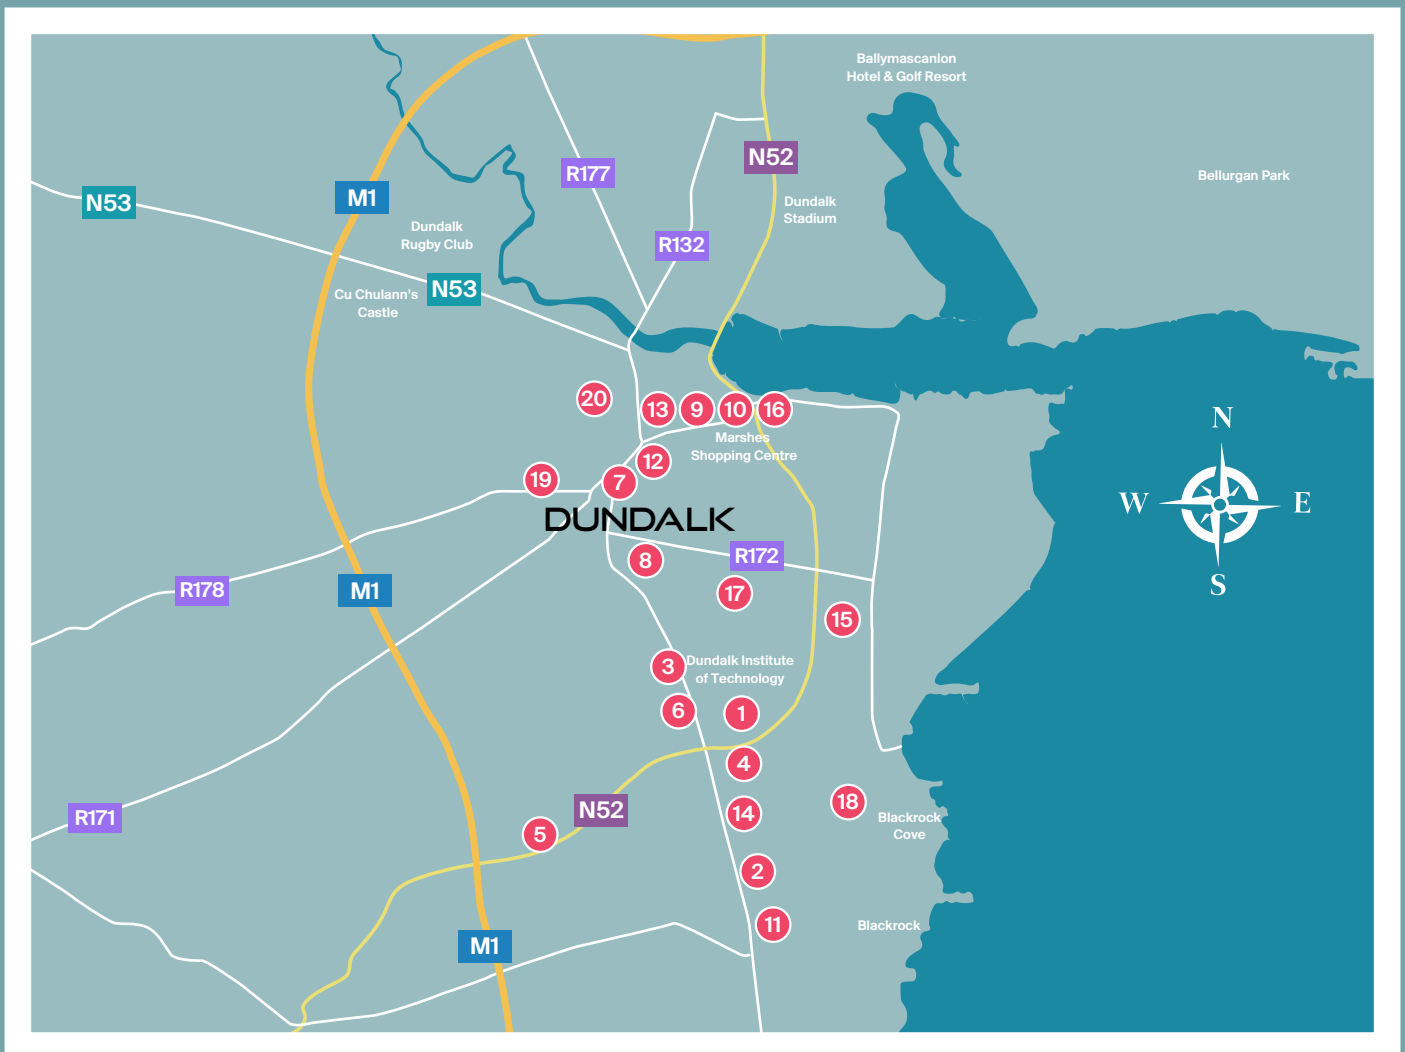 Ballymascanlon
Hotel & Golf Resort
N52
R177
Bellurgan Park
M1
N53
Dundalk
Stadium
Dundalk
Rugby Club
R132
N53
Cu Chulann's
Castle
20
13
9
10
16
N
Marshes
Shopping Centre
12
19
7
W
E
DUNDALK
R172
8
S
R178
M1
17
15
3
Dundalk Institute
of Technology
6
1
4
18
N52
14
R171
Blackrock
Cove
5
2
11
Blackrock
M1